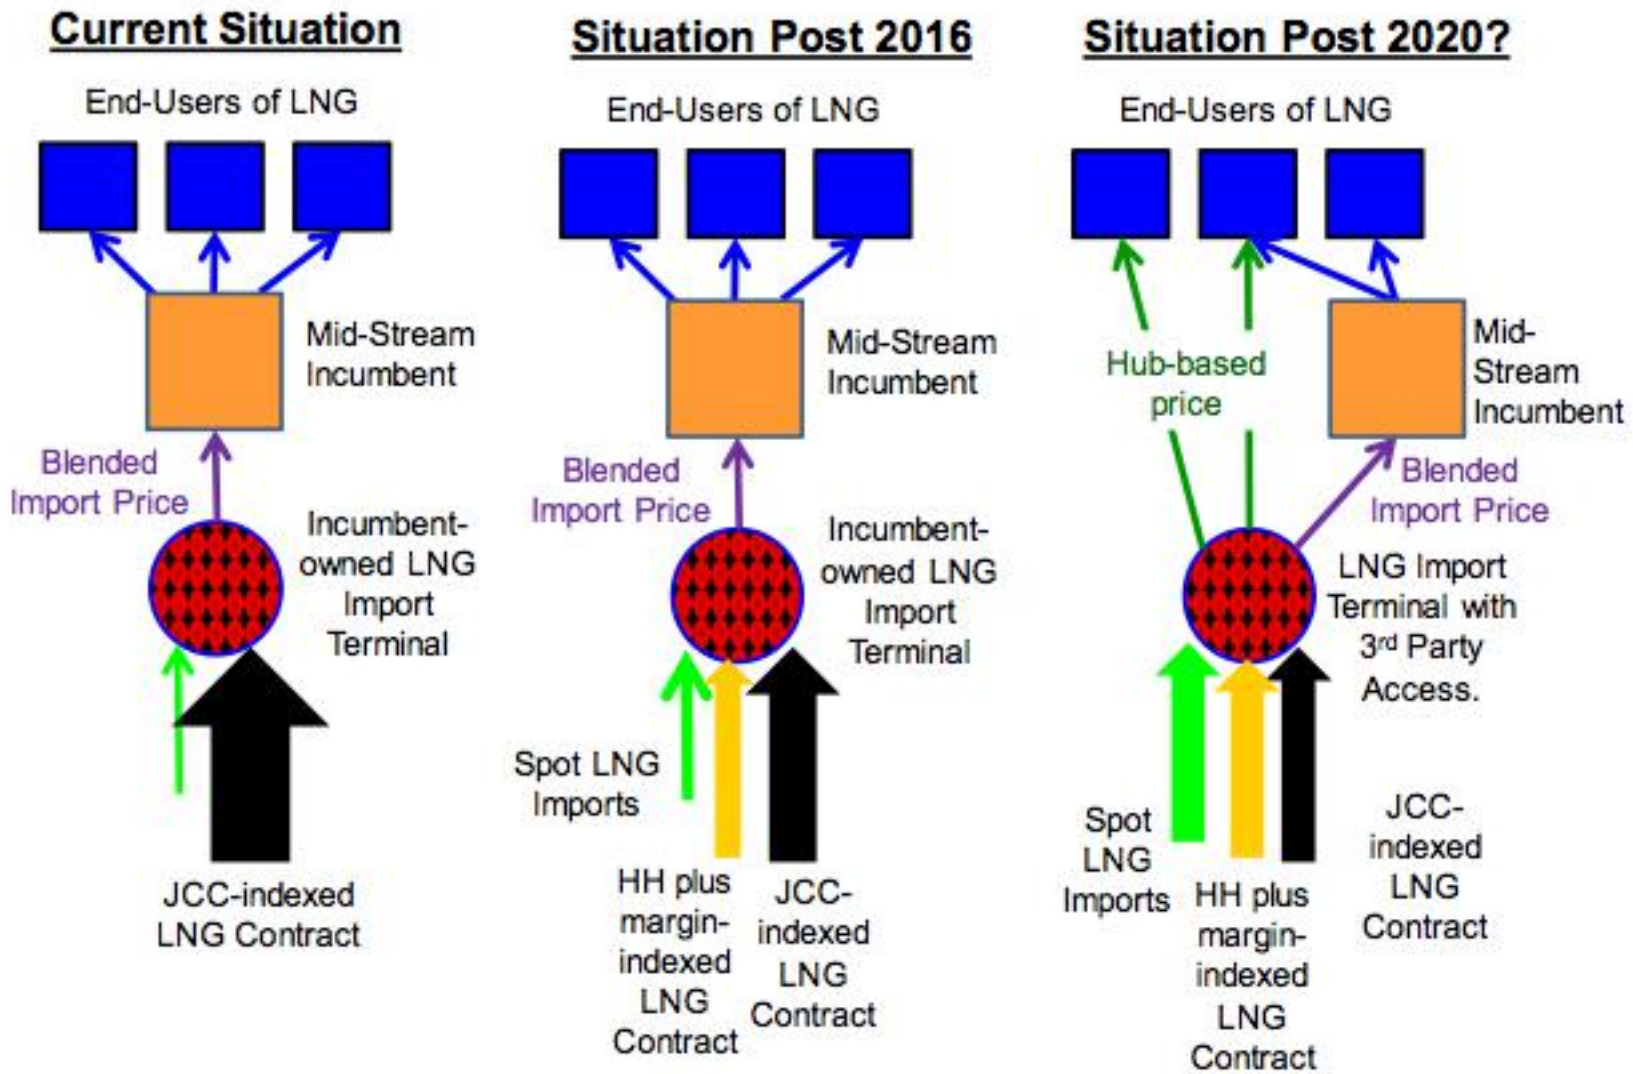 Current Situation
End-Users of LNG
Mid-Stream
Incumbent
Blended
Import Price
Incumbent-
owned LNG
Import
Terminal
JCC-indexed
LNG Contract
Situation Post 2016
End-Users of LNG
Mid-Stream
Incumbent
Blended
Import Price
Incumbent-
owned LNG
Import
Terminal
Spot LNG
Imports
HH plus
margin-
indexed
LNG
Contract
JCC-
indexed
LNG
Contract
Situation Post 2020?
End-Users of LNG
Hub-based
price
Mid-
Stream
Incumbent
Blended
Import Price
LNG Import
Terminal with
3rd Party
Access.
Spot
LNG
Imports
HH plus
margin-
indexed
LNG
Contract
JCC-
indexed
LNG
Contract